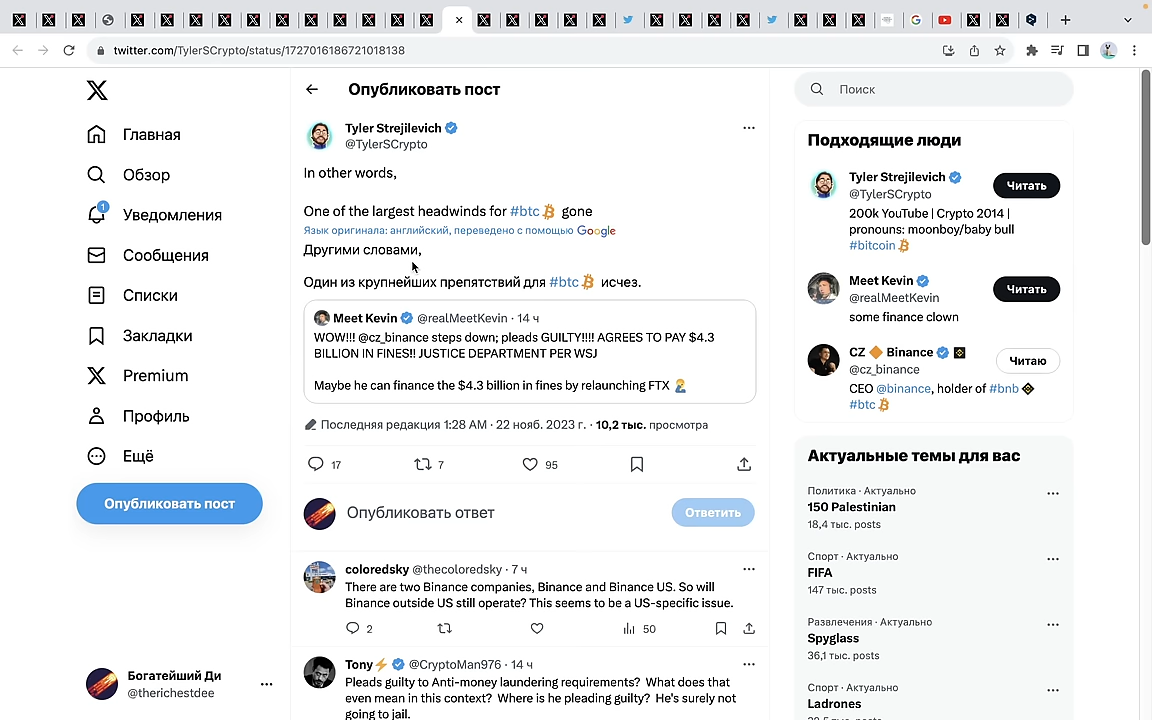 twitter.com/TylerSCrypto/status/1727016186721018138
Опубликовать пост
Поиск
Главная
Обзор
1
Уведомления
Сообщения
Списки
Закладки
Premium
Профиль
Ещё
Опубликовать пост
Богатейший Ди
@therichestdee
Tyler Strejilevich
@TylerSCrypto
In other words,
One of the largest headwinds for #btc gone
Язык оригинала: английский, переведено с помощью Google
Другими словами,
Один из крупнейших препятствий для #btc исчез.
Meet Kevin @realMeetKevin · 14 ч
WOW!!! @cz_binance steps down; pleads GUILTY!!!! AGREES TO PAY $4.3
BILLION IN FINES!! JUSTICE DEPARTMENT PER WSJ
Maybe he can finance the $4.3 billion in fines by relaunching FTX
Последняя редакция 1:28 AM · 22 нояб. 2023 г. · 10,2 тыс. просмотра
17 7 95
Опубликовать ответ
Ответить
coloredsky @thecoloredsky · 7 ч
There are two Binance companies, Binance and Binance US. So will
Binance outside US still operate? This seems to be a US-specific issue.
2 50
Tony @CryptoMan976 · 14 ч
Pleads guilty to Anti-money laundering requirements? What does that
even mean in this context? Where is he pleading guilty? He's surely not
going to jail.
Подходящие люди
Tyler Strejilevich
@TylerSCrypto
Читать
200k YouTube | Crypto 2014 |
pronouns: moonboy/baby bull
#bitcoin
Meet Kevin
@realMeetKevin
Читать
some finance clown
CZ Binance
@cz_binance
Читаю
CEO @binance, holder of #bnb
#btc
Актуальные темы для вас
Политика · Актуально
150 Palestinian
18,4 тыс. posts
Спорт · Актуально
FIFA
147 тыс. posts
Развлечения · Актуально
Spyglass
36,1 тыс. posts
Спорт · Актуально
Ladrones